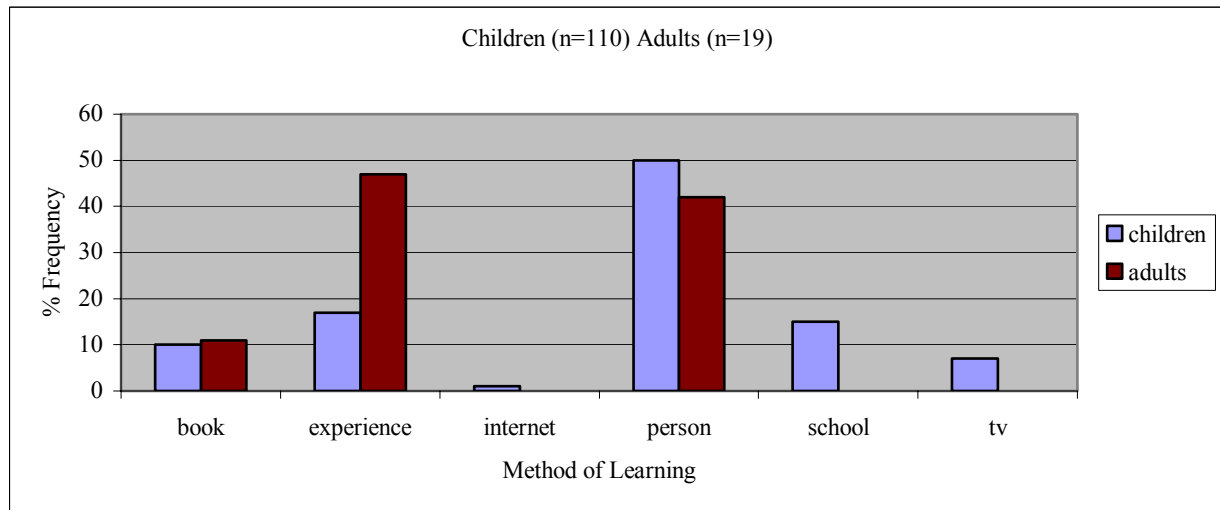 Children (n=110) Adults (n=19)
% Frequency
60
50
40
30
20
10
0
book experience internet person school tv
Method of Learning
children
adults